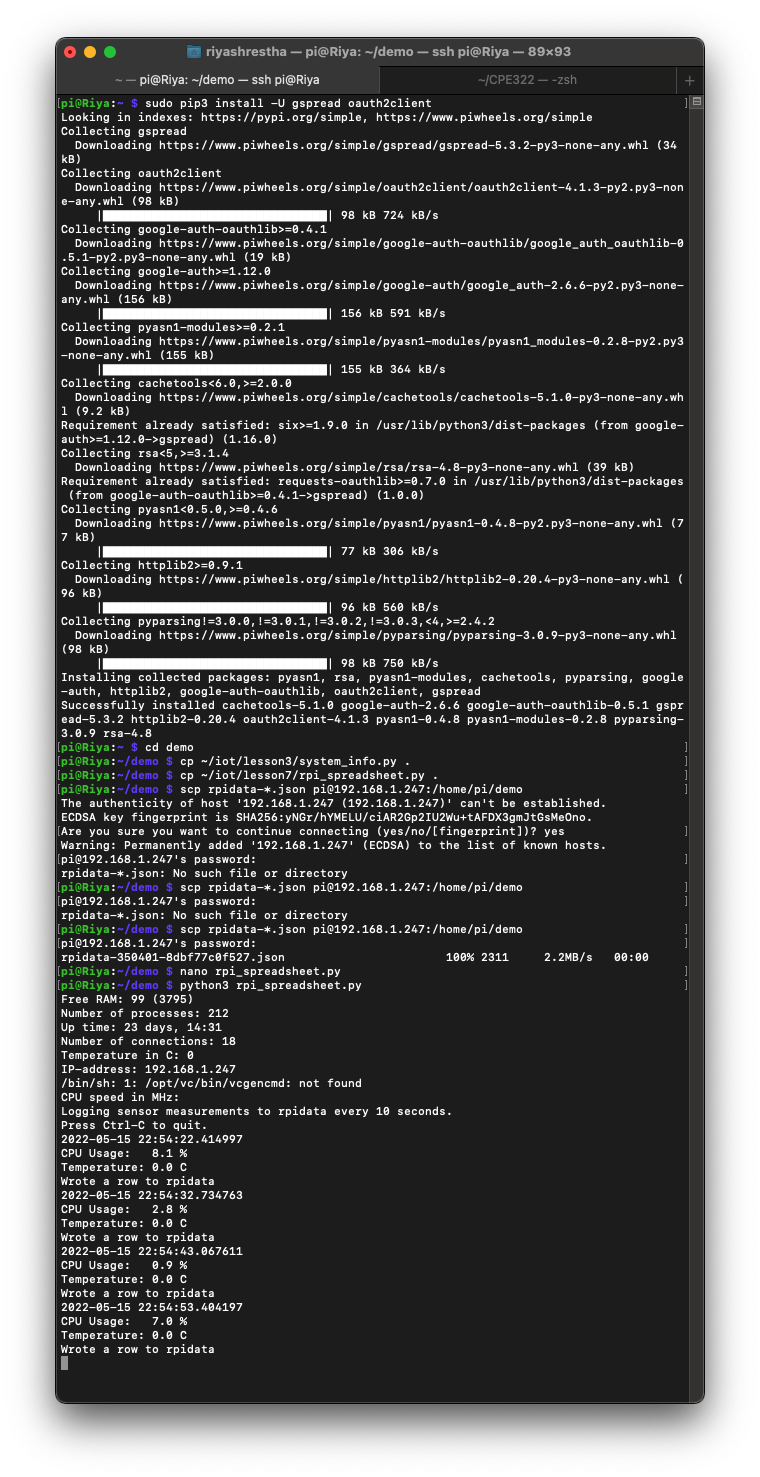 riyashrestha — pi@Riya: ~/demo — ssh pi@Riya — 89×93
~ — pi@Riya: ~/demo — ssh pi@Riya
~/CPE322 — -zsh
+
[pi@Riya:~ $ sudo pip3 install -U gspread oauth2client ]
Looking in indexes: https://pypi.org/simple, https://www.piwheels.org/simple
Collecting gspread
  Downloading https://www.piwheels.org/simple/gspread/gspread-5.3.2-py3-none-any.whl (34
kB)
Collecting oauth2client
  Downloading https://www.piwheels.org/simple/oauth2client/oauth2client-4.1.3-py2.py3-non
e-any.whl (98 kB)
     |████████████████████████████████| 98 kB 724 kB/s
Collecting google-auth-oauthlib>=0.4.1
  Downloading https://www.piwheels.org/simple/google-auth-oauthlib/google_auth_oauthlib-0
.5.1-py2.py3-none-any.whl (19 kB)
Collecting google-auth>=1.12.0
  Downloading https://www.piwheels.org/simple/google-auth/google_auth-2.6.6-py2.py3-none-
any.whl (156 kB)
     |████████████████████████████████| 156 kB 591 kB/s
Collecting pyasn1-modules>=0.2.1
  Downloading https://www.piwheels.org/simple/pyasn1-modules/pyasn1_modules-0.2.8-py2.py3
-none-any.whl (155 kB)
     |████████████████████████████████| 155 kB 364 kB/s
Collecting cachetools<6.0,>=2.0.0
  Downloading https://www.piwheels.org/simple/cachetools/cachetools-5.1.0-py3-none-any.wh
l (9.2 kB)
Requirement already satisfied: six>=1.9.0 in /usr/lib/python3/dist-packages (from google-
auth>=1.12.0->gspread) (1.16.0)
Collecting rsa<5,>=3.1.4
  Downloading https://www.piwheels.org/simple/rsa/rsa-4.8-py3-none-any.whl (39 kB)
Requirement already satisfied: requests-oauthlib>=0.7.0 in /usr/lib/python3/dist-packages
 (from google-auth-oauthlib>=0.4.1->gspread) (1.0.0)
Collecting pyasn1<0.5.0,>=0.4.6
  Downloading https://www.piwheels.org/simple/pyasn1/pyasn1-0.4.8-py2.py3-none-any.whl (7
7 kB)
     |████████████████████████████████| 77 kB 306 kB/s
Collecting httplib2>=0.9.1
  Downloading https://www.piwheels.org/simple/httplib2/httplib2-0.20.4-py3-none-any.whl (
96 kB)
     |████████████████████████████████| 96 kB 560 kB/s
Collecting pyparsing!=3.0.0,!=3.0.1,!=3.0.2,!=3.0.3,<4,>=2.4.2
  Downloading https://www.piwheels.org/simple/pyparsing/pyparsing-3.0.9-py3-none-any.whl
(98 kB)
     |████████████████████████████████| 98 kB 750 kB/s
Installing collected packages: pyasn1, rsa, pyasn1-modules, cachetools, pyparsing, google
-auth, httplib2, google-auth-oauthlib, oauth2client, gspread
Successfully installed cachetools-5.1.0 google-auth-2.6.6 google-auth-oauthlib-0.5.1 gspr
ead-5.3.2 httplib2-0.20.4 oauth2client-4.1.3 pyasn1-0.4.8 pyasn1-modules-0.2.8 pyparsing-
3.0.9 rsa-4.8
[pi@Riya:~ $ cd demo ]
[pi@Riya:~/demo $ cp ~/iot/lesson3/system_info.py . ]
[pi@Riya:~/demo $ cp ~/iot/lesson7/rpi_spreadsheet.py . ]
[pi@Riya:~/demo $ scp rpidata-*.json pi@192.168.1.247:/home/pi/demo ]
The authenticity of host '192.168.1.247 (192.168.1.247)' can't be established.
ECDSA key fingerprint is SHA256:yNGr/hYMELU/ciAR2Gp2IU2Wu+tAFDX3gmJtGsMeOno.
[Are you sure you want to continue connecting (yes/no/[fingerprint])? yes ]
Warning: Permanently added '192.168.1.247' (ECDSA) to the list of known hosts.
[pi@192.168.1.247's password: ]
rpidata-*.json: No such file or directory
[pi@Riya:~/demo $ scp rpidata-*.json pi@192.168.1.247:/home/pi/demo ]
[pi@192.168.1.247's password: ]
rpidata-*.json: No such file or directory
[pi@Riya:~/demo $ scp rpidata-*.json pi@192.168.1.247:/home/pi/demo ]
[pi@192.168.1.247's password: ]
rpidata-350401-8dbf77c0f527.json                       100% 2311     2.2MB/s   00:00
[pi@Riya:~/demo $ nano rpi_spreadsheet.py ]
[pi@Riya:~/demo $ python3 rpi_spreadsheet.py ]
Free RAM: 99 (3795)
Number of processes: 212
Up time: 23 days, 14:31
Number of connections: 18
Temperature in C: 0
IP-address: 192.168.1.247
/bin/sh: 1: /opt/vc/bin/vcgencmd: not found
CPU speed in MHz:
Logging sensor measurements to rpidata every 10 seconds.
Press Ctrl-C to quit.
2022-05-15 22:54:22.414997
CPU Usage:   8.1 %
Temperature: 0.0 C
Wrote a row to rpidata
2022-05-15 22:54:32.734763
CPU Usage:   2.8 %
Temperature: 0.0 C
Wrote a row to rpidata
2022-05-15 22:54:43.067611
CPU Usage:   0.9 %
Temperature: 0.0 C
Wrote a row to rpidata
2022-05-15 22:54:53.404197
CPU Usage:   7.0 %
Temperature: 0.0 C
Wrote a row to rpidata